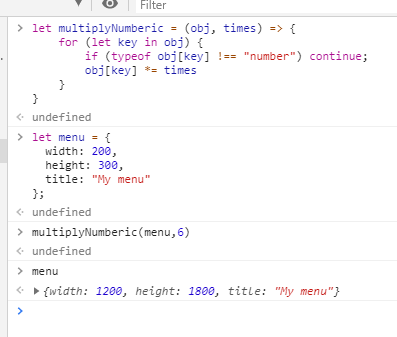 Filter
let multiplyNumberic = (obj, times) => {
for (let key in obj) {
if (typeof obj[key] !== "number") continue;
obj[key] *= times
}
}
undefined
let menu = {
width: 200,
height: 300,
title: "My menu"
};
undefined
multiplyNumberic(menu,6)
undefined
menu
{width: 1200, height: 1800, title: "My menu"}